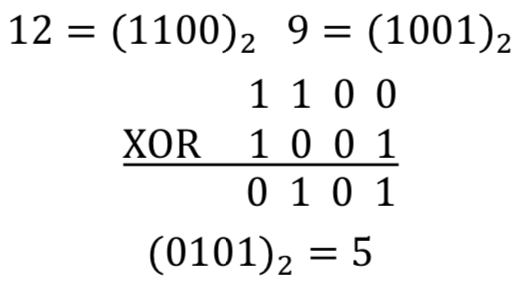 12 = (1100)₂ 9 = (1001)₂
1 1 0 0
XOR 1 0 0 1
0 1 0 1
(0101)₂ = 5